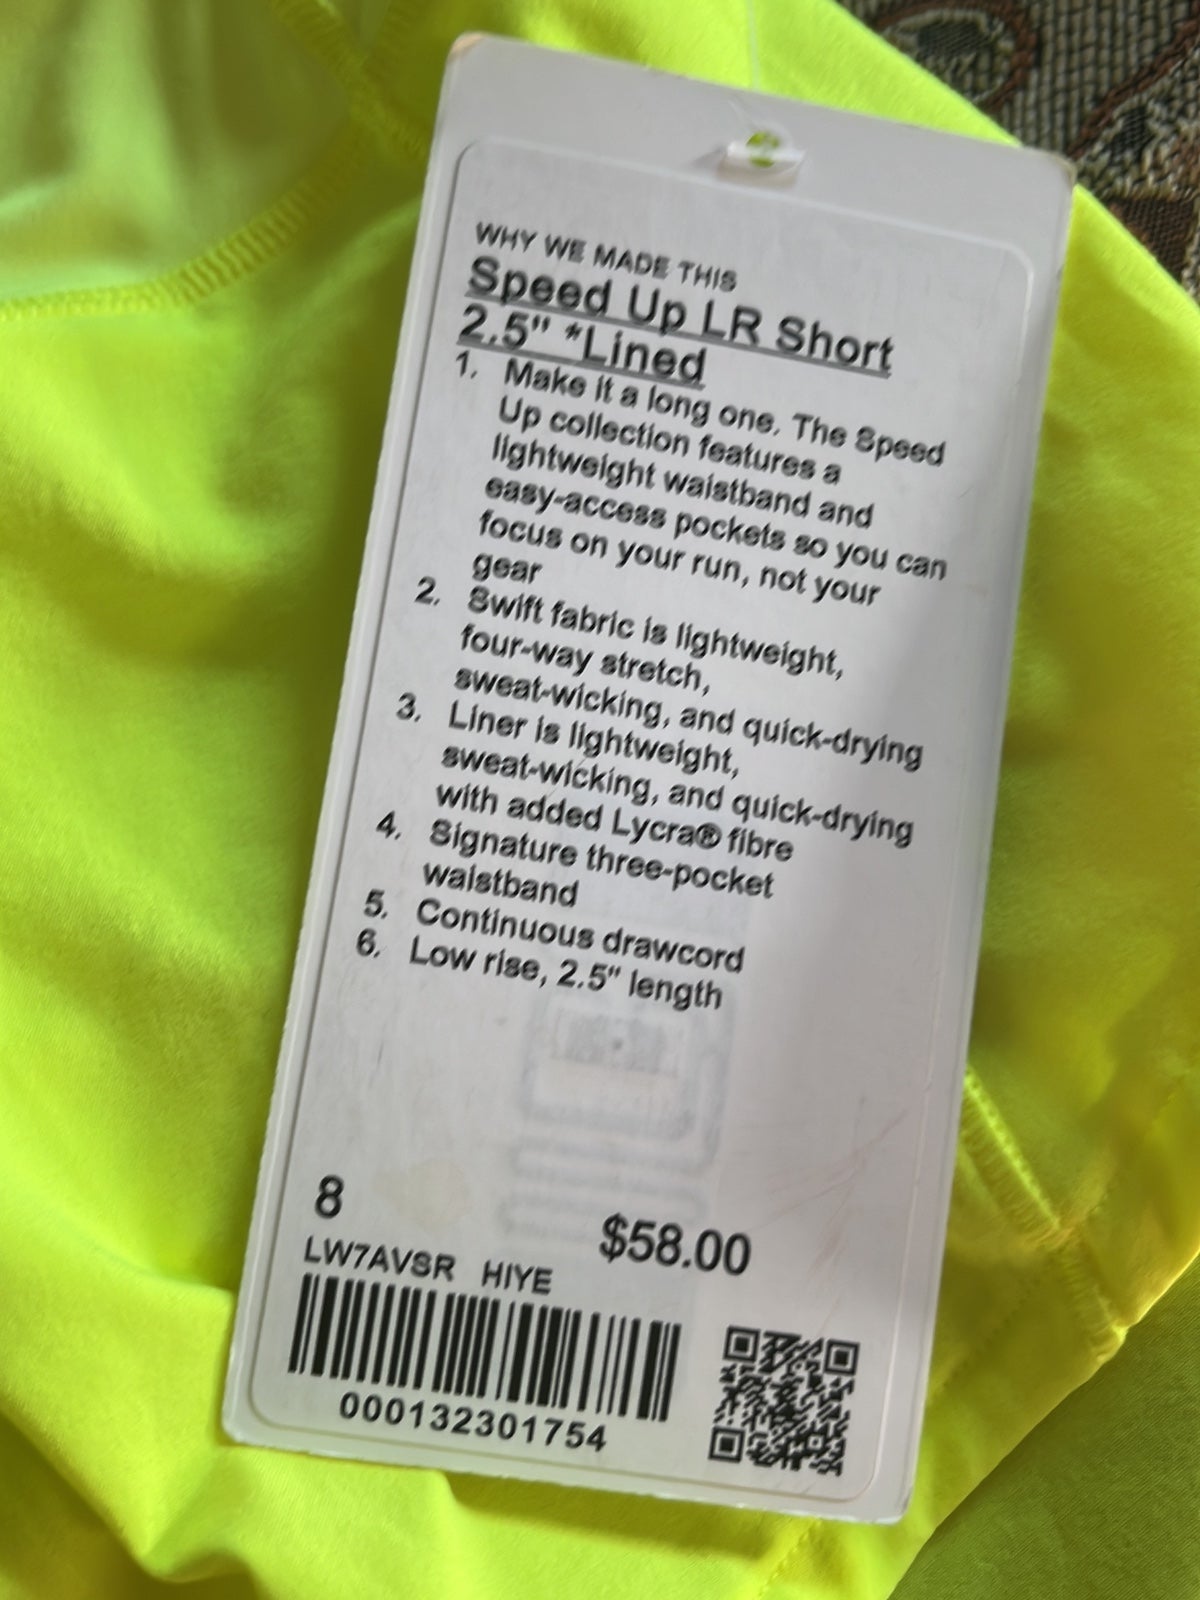 WHY WE MADE THIS
Speed Up LR Short
2.5" *Lined
1. Make it a long one. The Speed
Up collection features a
lightweight waistband and
easy-access pockets so you can
focus on your run, not your
gear
2. Swift fabric is lightweight,
four-way stretch,
sweat-wicking, and quick-drying
3. Liner is lightweight,
sweat-wicking, and quick-drying
with added Lycra® fibre
4. Signature three-pocket
waistband
5. Continuous drawcord
6. Low rise, 2.5" length
8
$58.00
LW7AVSR HIYE
000132301754